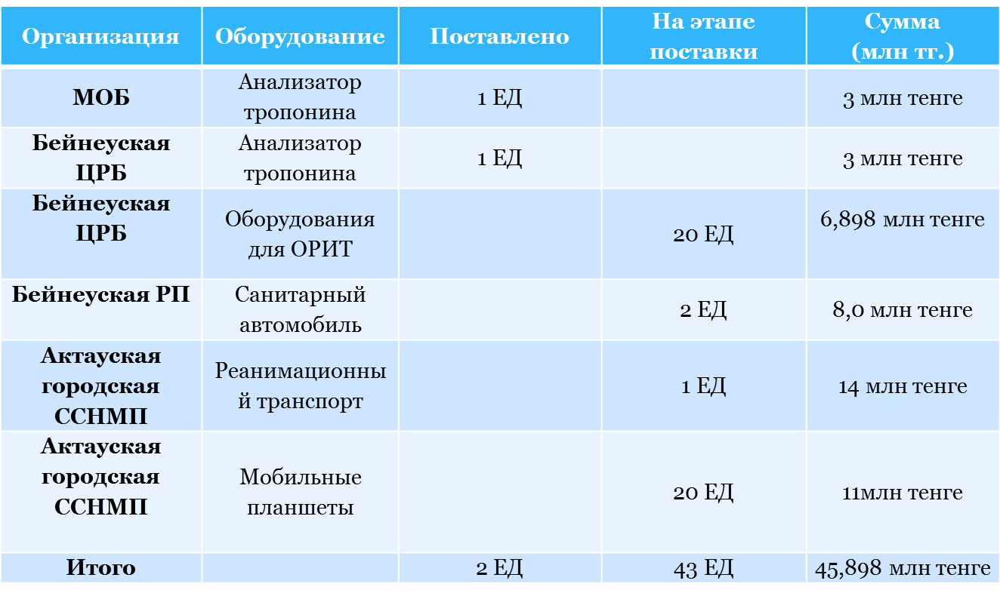 Организация
Оборудование
Поставлено
На этапе
поставки
Сумма
(млн тг.)
МОБ
Анализатор
тропонина
1 ЕД
3 млн тенге
Бейнеуская
ЦРБ
Анализатор
тропонина
1 ЕД
3 млн тенге
Бейнеуская
ЦРБ
Оборудования
для ОРИТ
20 ЕД
6,898 млн тенге
Бейнеуская РП
Санитарный
автомобиль
2 ЕД
8,0 млн тенге
Актауская
городская
ССНМП
Реанимационны
й транспорт
1 ЕД
14 млн тенге
Актауская
городская
ССНМП
Мобильные
планшеты
20 ЕД
11млн тенге
Итого
2 ЕД
43 ЕД
45,898 млн тенге